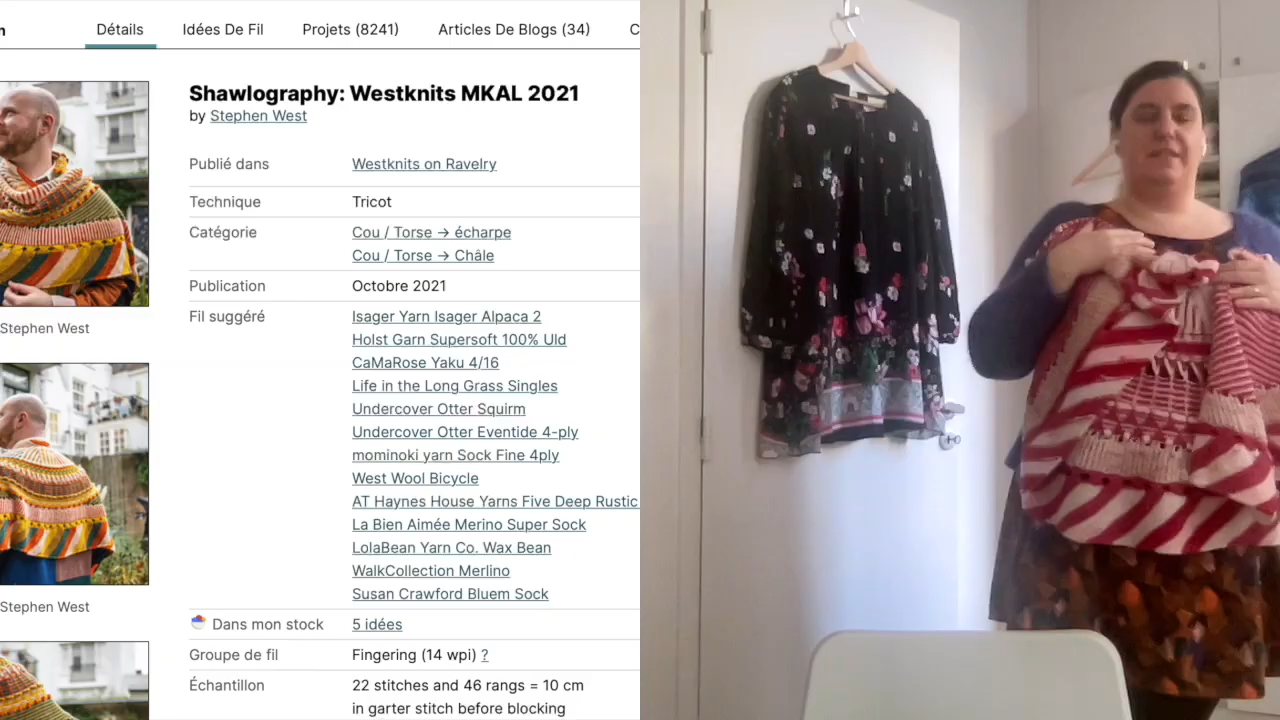 Détails
Idées De Fil
Projets (8241)
Articles De Blogs (34)
Shawlography: Westknits MKAL 2021
by Stephen West
Publié dans Westknits on Ravelry
Technique Tricot
Catégorie Cou / Torse → écharpe
Cou / Torse → Châle
Publication Octobre 2021
Fil suggéré Isager Yarn Isager Alpaca 2
Holst Garn Supersoft 100% Uld
CaMaRose Yaku 4/16
Life in the Long Grass Singles
Undercover Otter Squirm
Undercover Otter Eventide 4-ply
mominoki yarn Sock Fine 4ply
West Wool Bicycle
AT Haynes House Yarns Five Deep Rustic
La Bien Aimée Merino Super Sock
LolaBean Yarn Co. Wax Bean
WalkCollection Merlino
Susan Crawford Bluem Sock
Dans mon stock 5 idées
Groupe de fil Fingering (14 wpi) ?
Échantillon 22 stitches and 46 rangs = 10 cm
in garter stitch before blocking
Stephen West
Stephen West